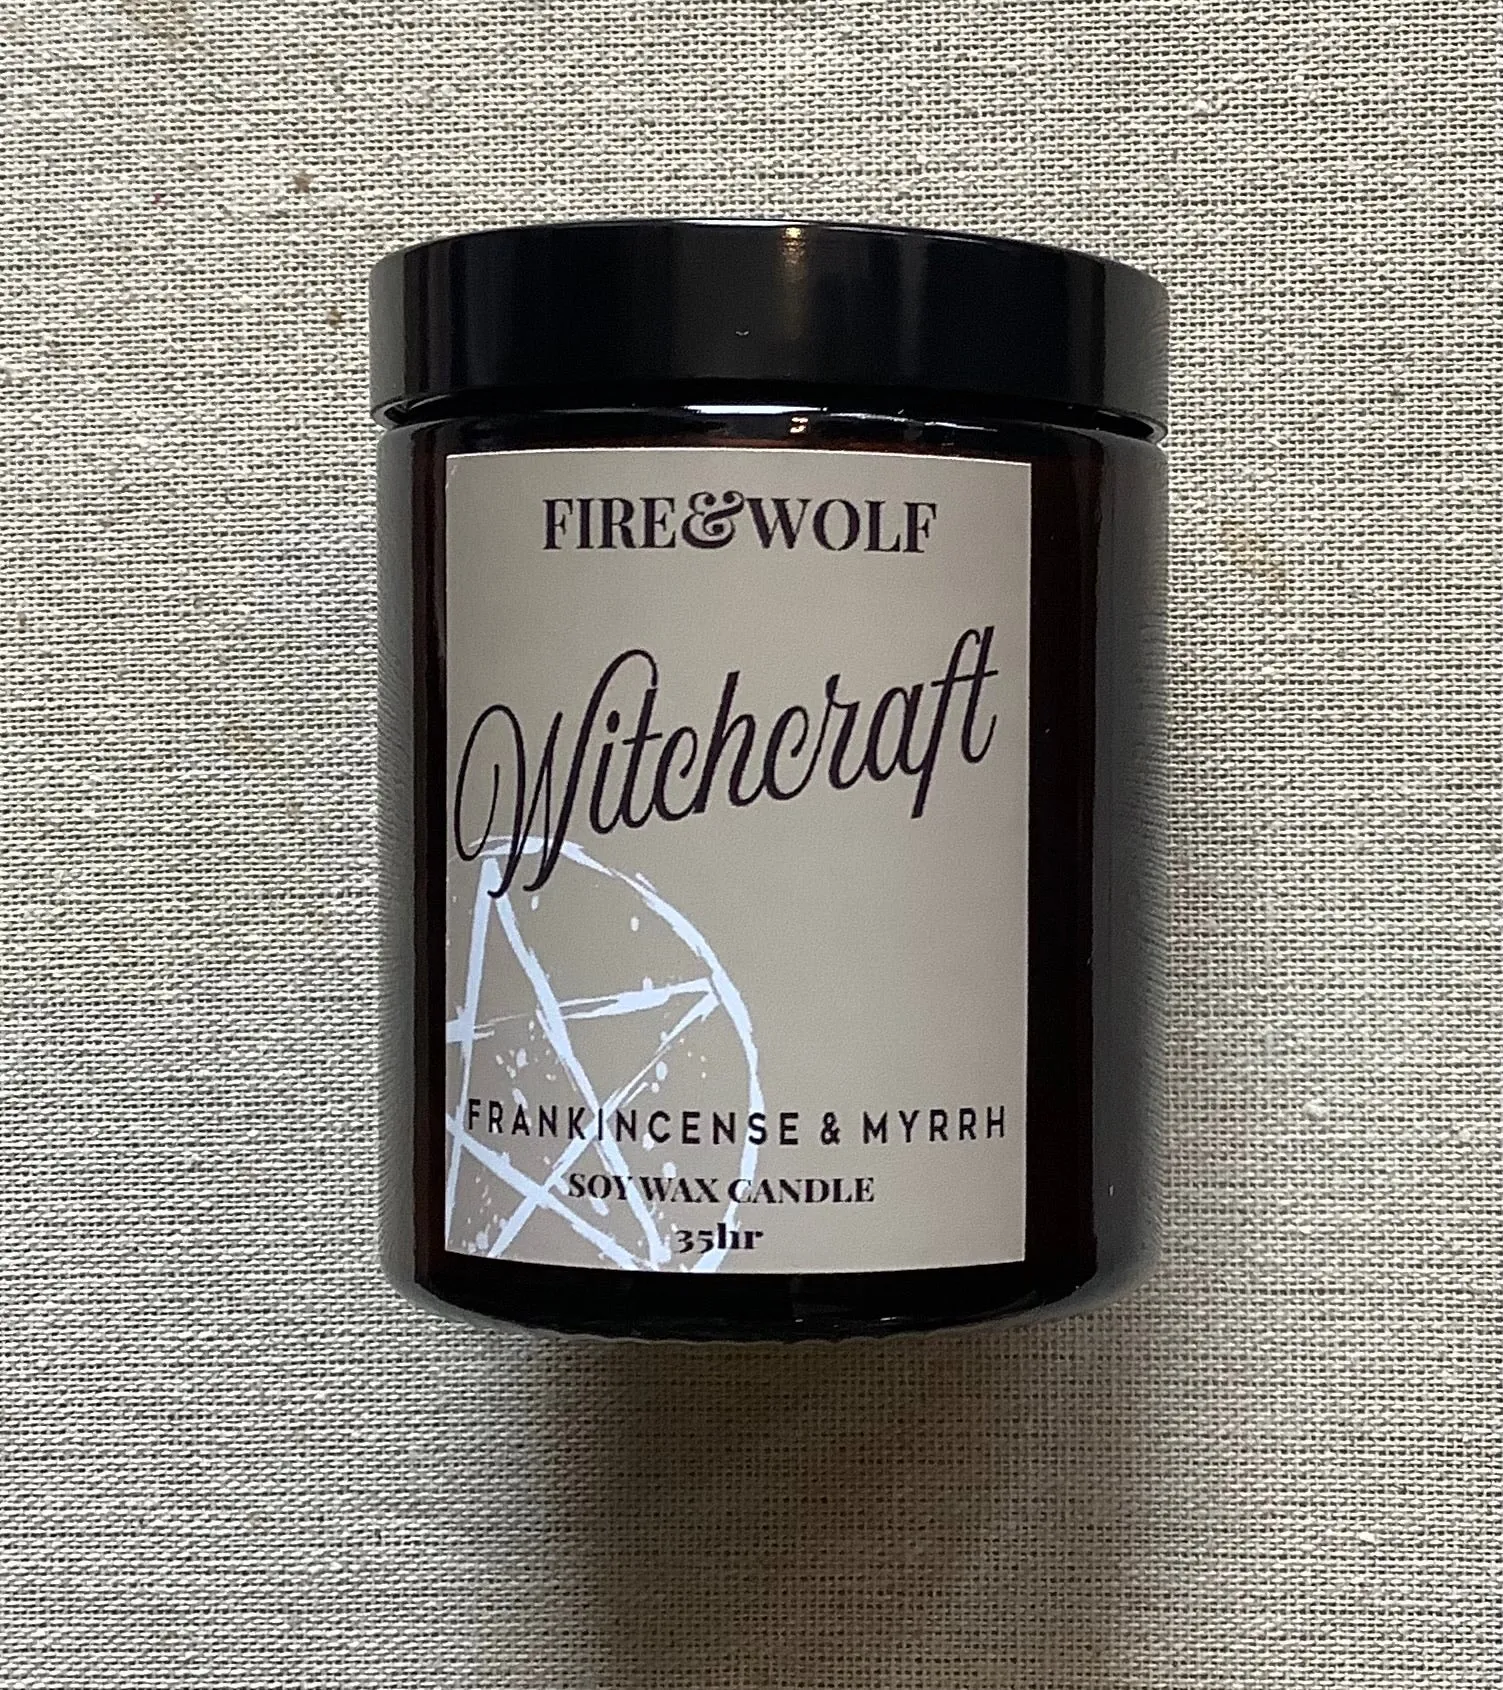 FIRE&WOLF
Witchcraft
FRANKINCENSE & MYRRH
SOY WAX CANDLE
35hr